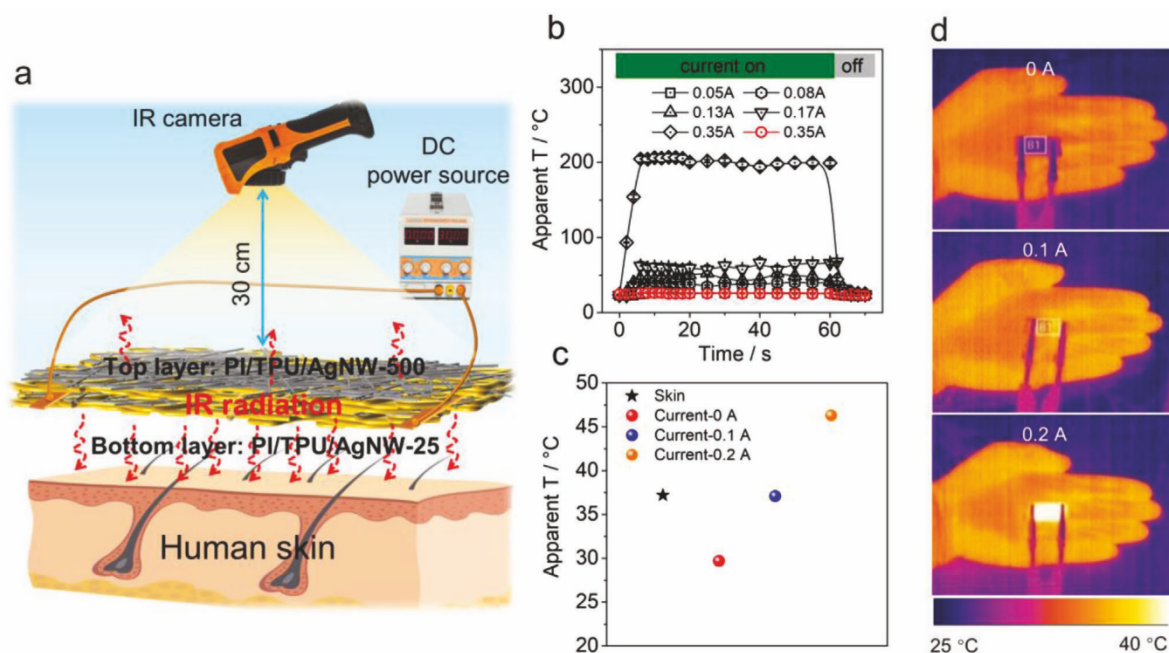 a
IR camera
DC
power source
30 cm
Top layer: PI/TPU/AgNW-500
IR radiation
Bottom layer: PI/TPU/AgNW-25
Human skin
b
current on
off
0.05A
0.08A
0.13A
0.17A
0.35A
0.35A
300
200
100
0
Apparent T / °C
0
20
40
60
Time / s
c
Skin
Current-0 A
Current-0.1 A
Current-0.2 A
50
45
40
35
30
25
20
Apparent T / °C
d
0 A
0.1 A
0.2 A
25 °C
40 °C